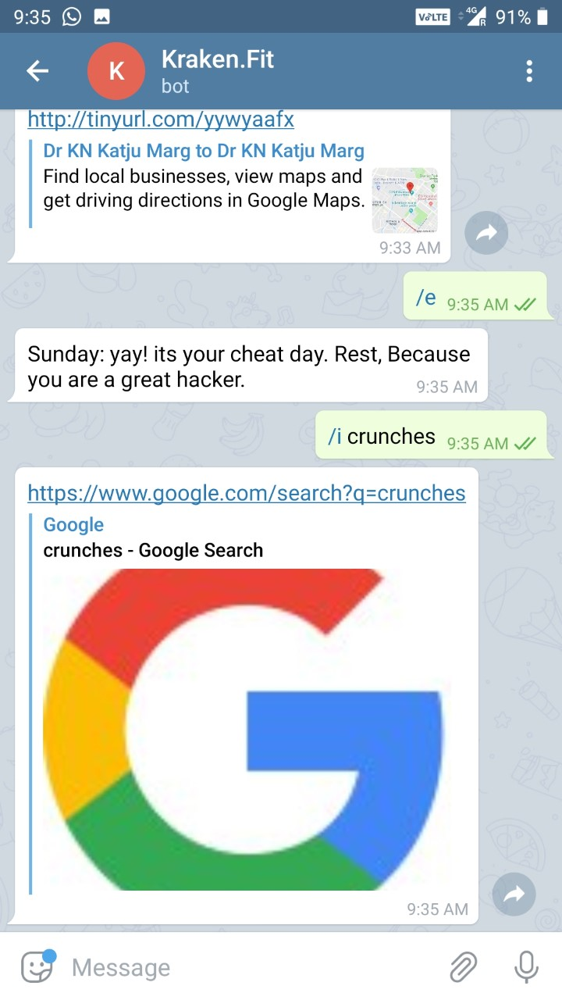 9:35
VoLTE 4G R 91%
K
Kraken.Fit
bot
http://tinyurl.com/yywyaafx
Dr KN Katju Marg to Dr KN Katju Marg
Find local businesses, view maps and
get driving directions in Google Maps.
9:33 AM
/e 9:35 AM
Sunday: yay! its your cheat day. Rest, Because
you are a great hacker.
9:35 AM
/i crunches 9:35 AM
https://www.google.com/search?q=crunches
Google
crunches - Google Search
9:35 AM
Message